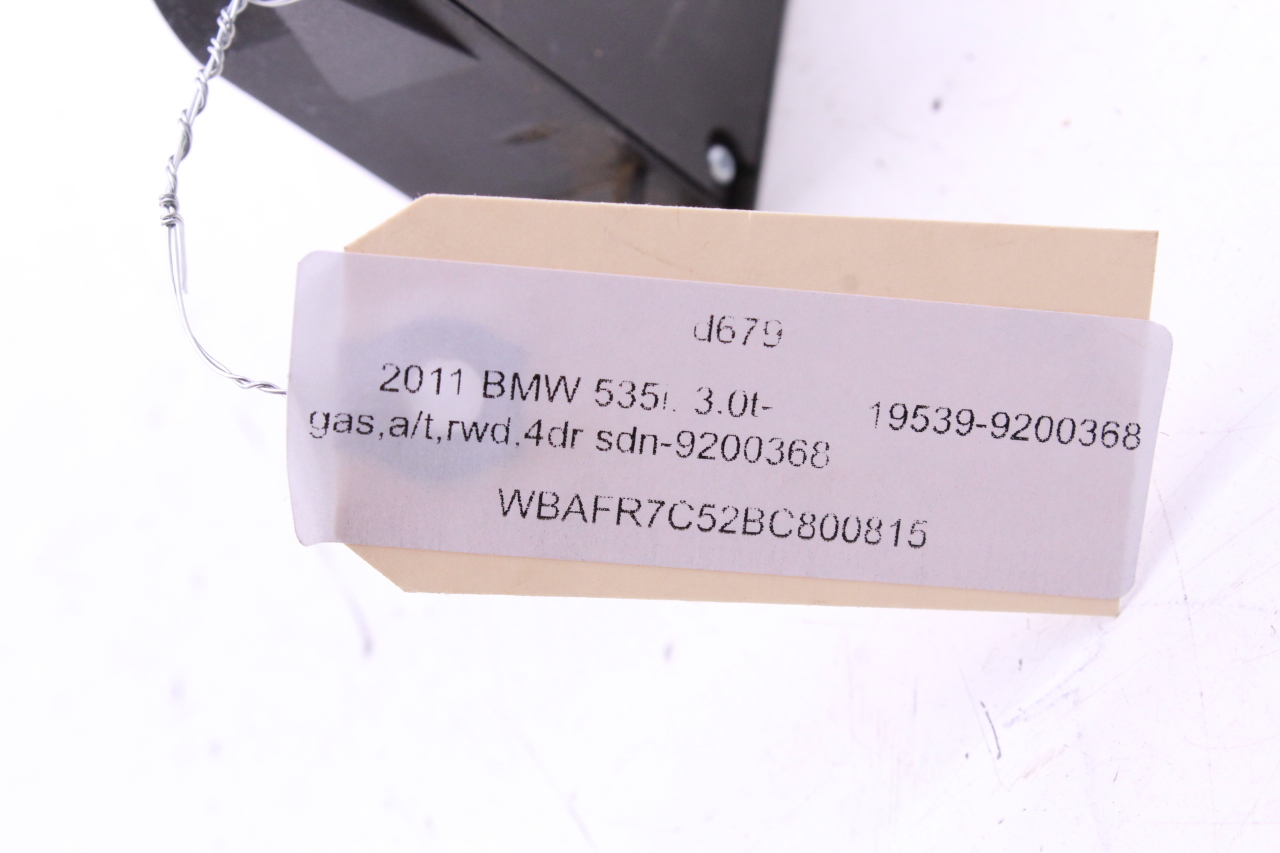 d679
2011 BMW 535i. 3.0t-
gas,a/t,rwd.4dr sdn-9200368
19539-9200368
WBAFR7C52BC800815